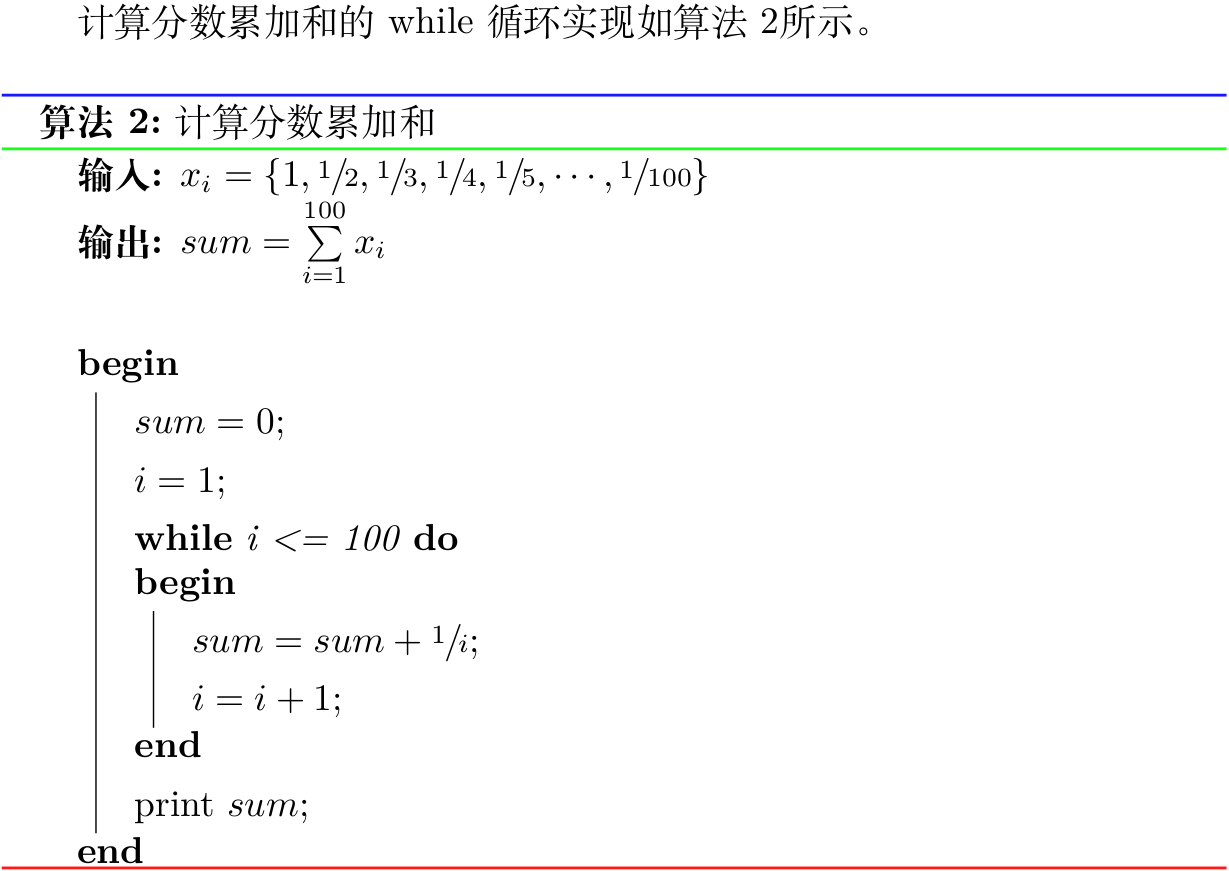 计算分数累加和的 while 循环实现如算法 2所示。
算法 2: 计算分数累加和
输入: $x_i = \{1, 1/2, 1/3, 1/4, 1/5, \cdots, 1/100\}$
输出: $sum = \sum_{i=1}^{100} x_i$
begin
sum = 0;
i = 1;
while i <= 100 do
begin
sum = sum + 1/i;
i = i + 1;
end
print sum;
end